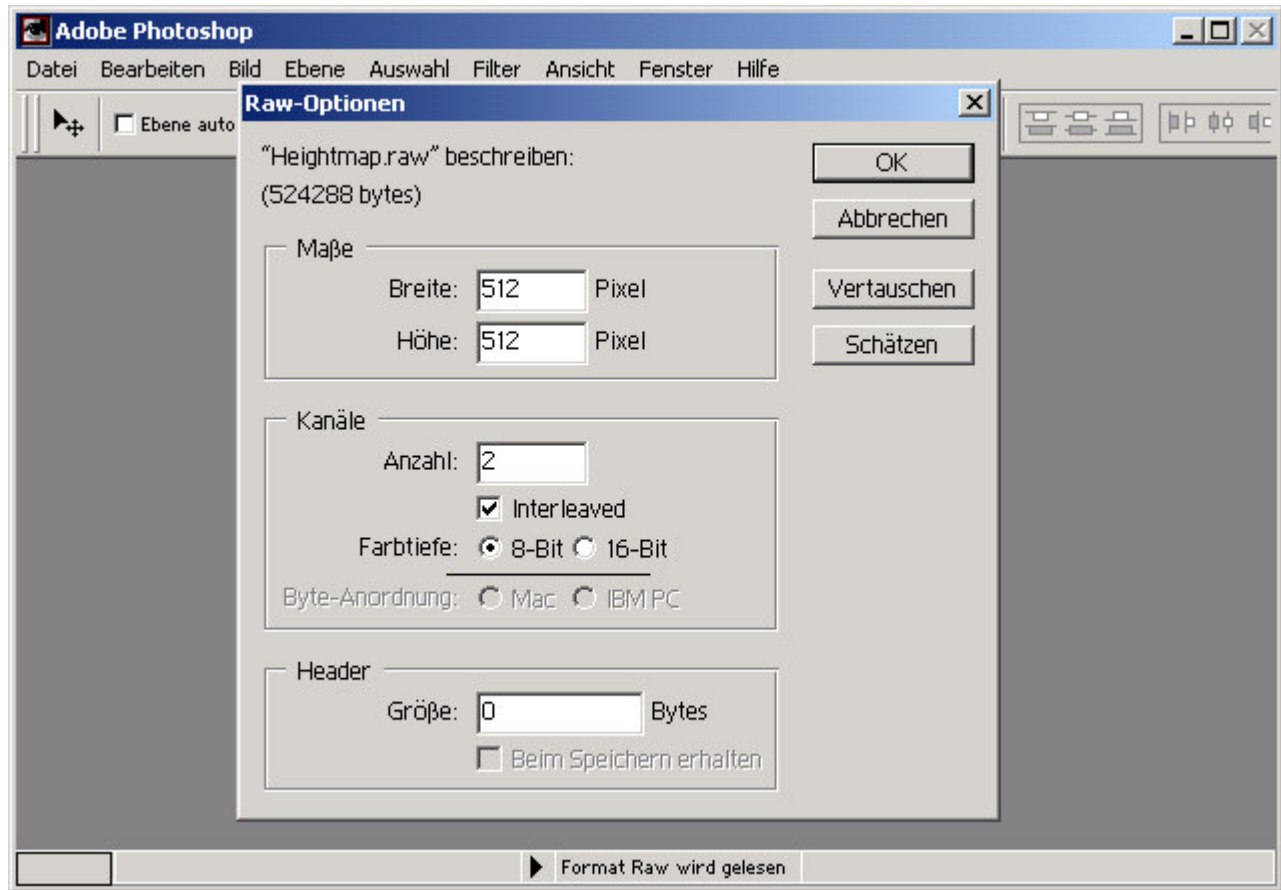 Adobe Photoshop
Datei Bearbeiten Bild Ebene Auswahl Filter Ansicht Fenster Hilfe
Ebene auto
Raw-Optionen
“Heightmap.raw” beschreiben:
(524288 bytes)
OK
Abbrechen
Vertauschen
Schätzen
Maße
Breite: 512 Pixel
Höhe: 512 Pixel
Kanäle
Anzahl: 2
Interleaved
Farbtiefe: 8-Bit 16-Bit
Byte-Anordnung: Mac IBM PC
Header
Größe: 0 Bytes
Beim Speichern erhalten
Format Raw wird gelesen